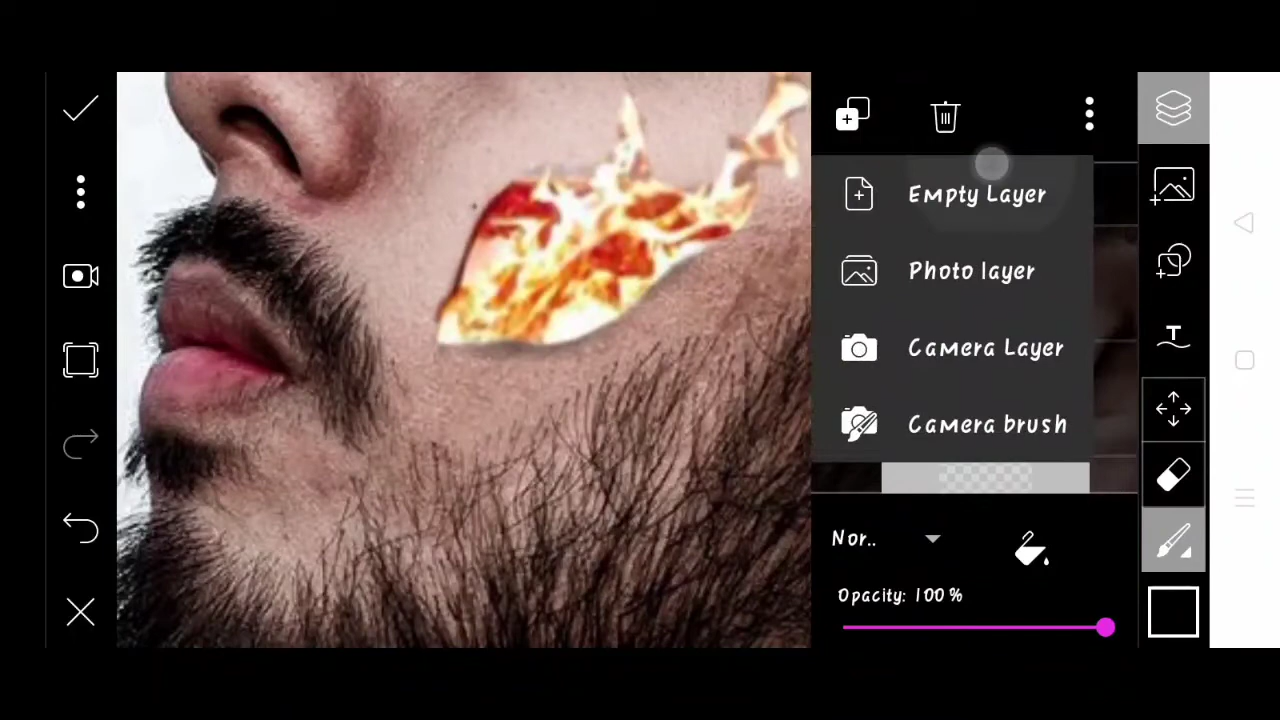 Empty Layer
Photo layer
Camera Layer
Camera brush
Nor..
Opacity: 100%